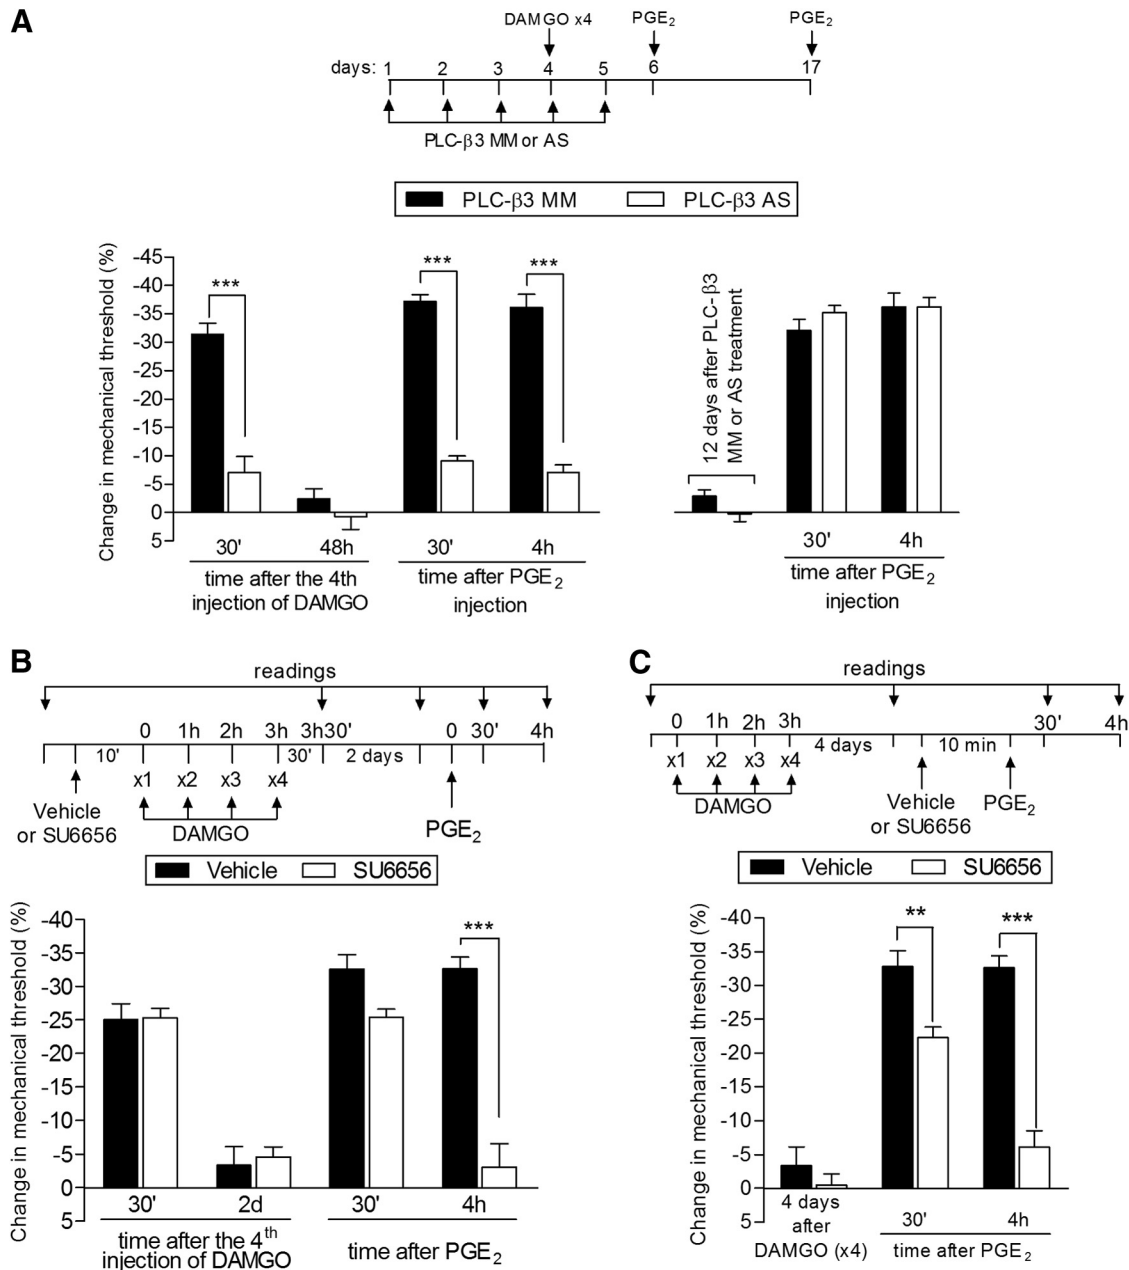 A
DAMGO x4 PGE2 PGE2
days: 1 2 3 4 5 6 17
PLC-β3 MM or AS
PLC-β3 MM PLC-β3 AS
Change in mechanical threshold (%)
-45
-40
-35
-30
-25
-20
-15
-10
-5
0
5
*** *** ***
30' 48h 30' 4h
time after the 4th
injection of DAMGO
time after PGE2
injection
12 days after PLC-β3
MM or AS treatment
30' 4h
time after PGE2
injection
B
readings
0 1h 2h 3h 3h30' 0 30' 4h
10' 30' 2 days
x1 x2 x3 x4
Vehicle
or SU6656
DAMGO
PGE2
Vehicle SU6656
Change in mechanical threshold (%)
-40
-35
-30
-25
-20
-15
-10
-5
0
5
***
30' 2d 30' 4h
time after the 4th
injection of DAMGO
time after PGE2
C
readings
0 1h 2h 3h 30' 4h
4 days 10 min
x1 x2 x3 x4
DAMGO
Vehicle
or SU6656
PGE2
Vehicle SU6656
Change in mechanical threshold (%)
-40
-35
-30
-25
-20
-15
-10
-5
0
5
** ***
4 days
after
DAMGO (x4)
30' 4h
time after PGE2